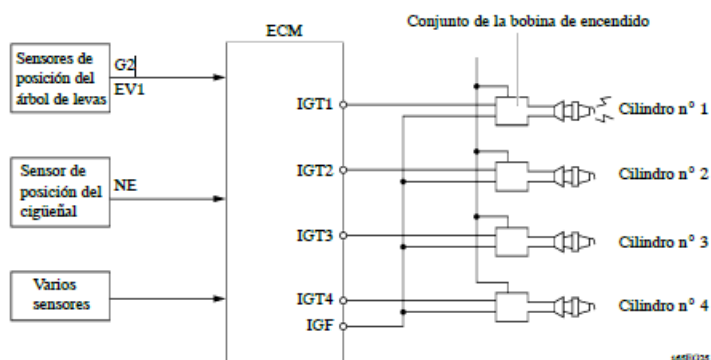 Conjunto de la bobina de encendido
ECM
Sensores de
posición del
árbol de levas
G2
EV1
IGT1
Cilindro n° 1
Sensor de
posición del
cigüeñal
NE
IGT2
Cilindro n° 2
IGT3
Cilindro n° 3
Varios
sensores
IGT4
Cilindro n° 4
IGF